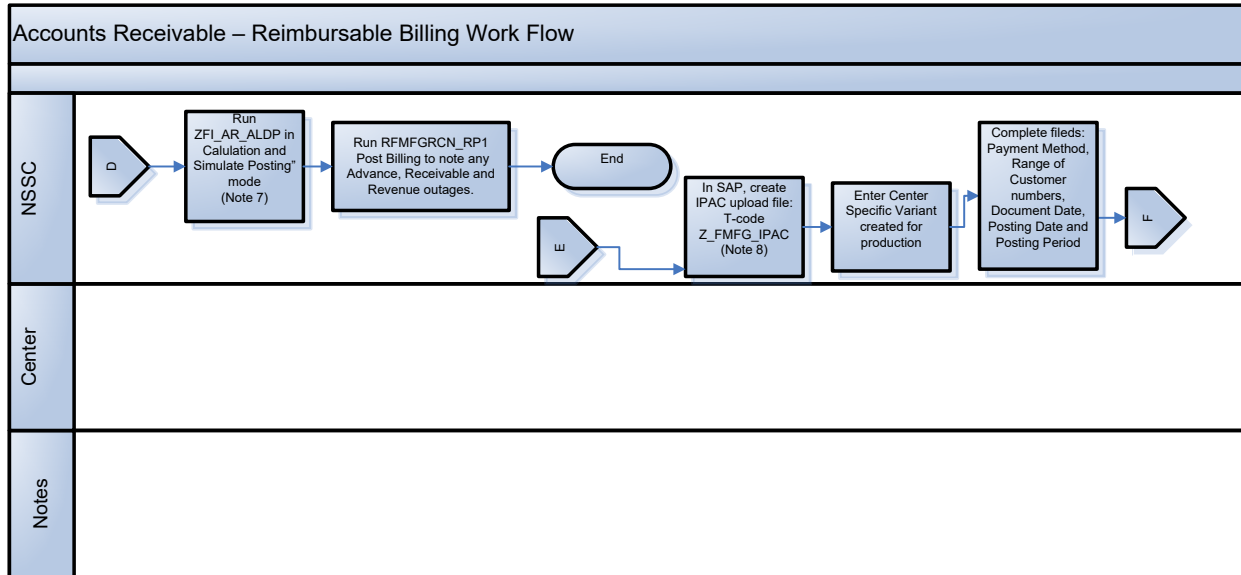 Accounts Receivable – Reimbursable Billing Work Flow
NSSC
D
Run
ZFI_AR_ALDP in
Calulation and
Simulate Posting”
mode
(Note 7)
Run RFMFGRCN_RP1
Post Billing to note any
Advance, Receivable and
Revenue outages.
End
E
In SAP, create
IPAC upload file:
T-code
Z_FMFG_IPAC
(Note 8)
Enter Center
Specific Variant
created for
production
Complete fileds:
Payment Method,
Range of
Customer
numbers,
Document Date,
Posting Date and
Posting Period
F
Center
Notes